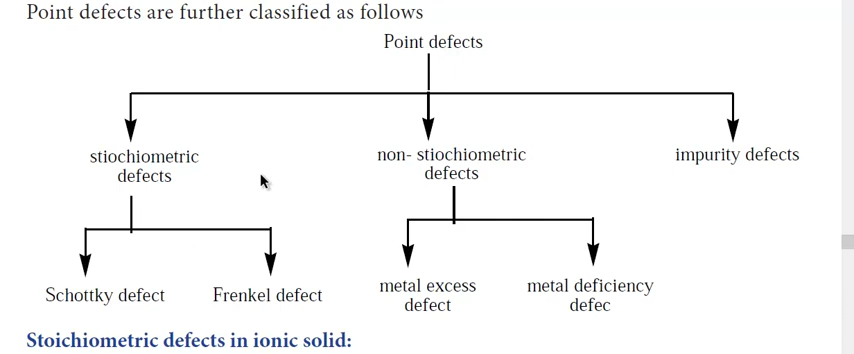 Point defects are further classified as follows
Point defects
stiochiometric
defects
non- stiochiometric
defects
impurity defects
Schottky defect
Frenkel defect
metal excess
defect
metal deficiency
defec
Stoichiometric defects in ionic solid: